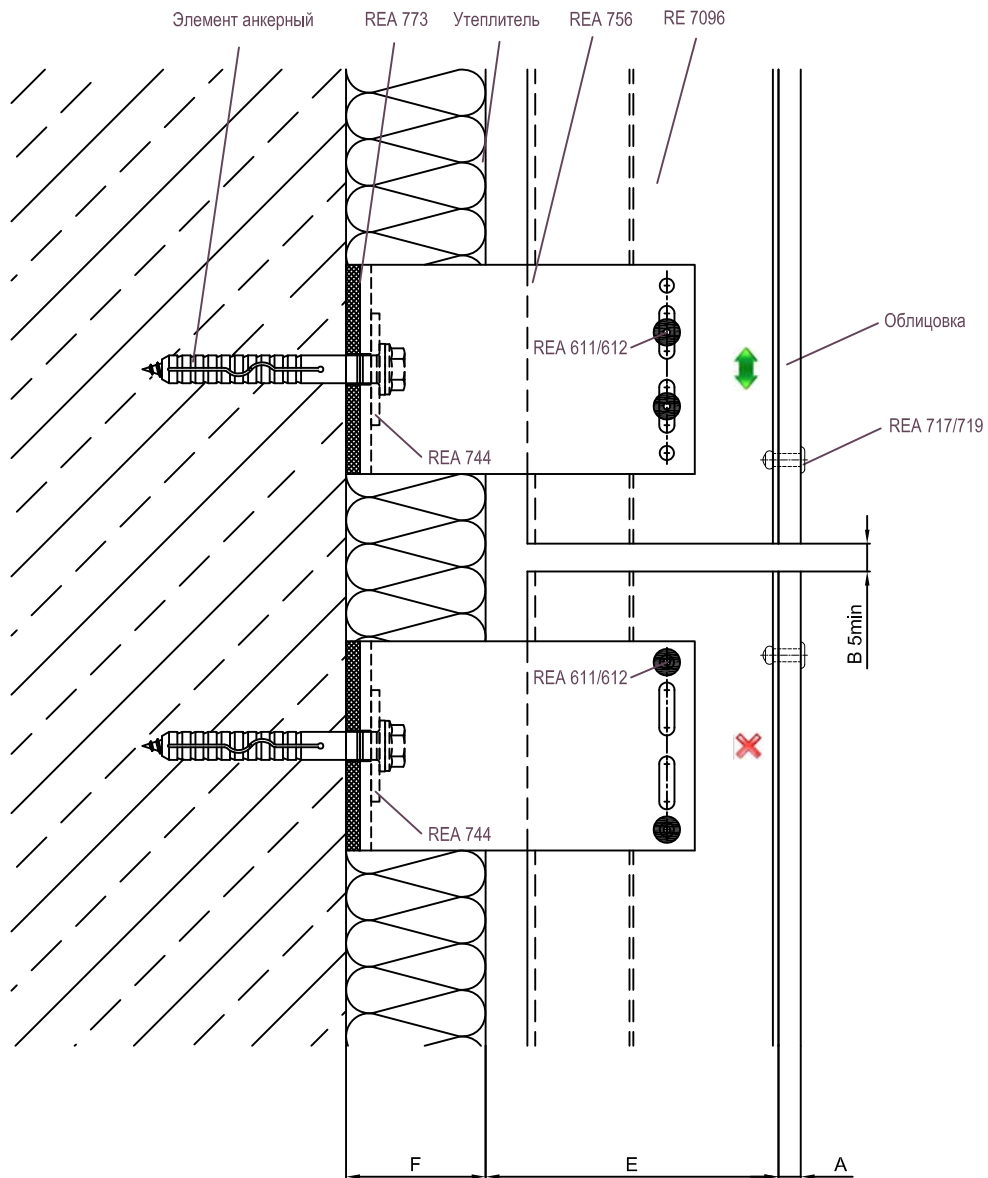 Элемент анкерный
REA 773
Утеплитель
REA 756
RE 7096
Облицовка
REA 611/612
REA 717/719
REA 744
B 5min
REA 611/612
REA 744
F
E
A